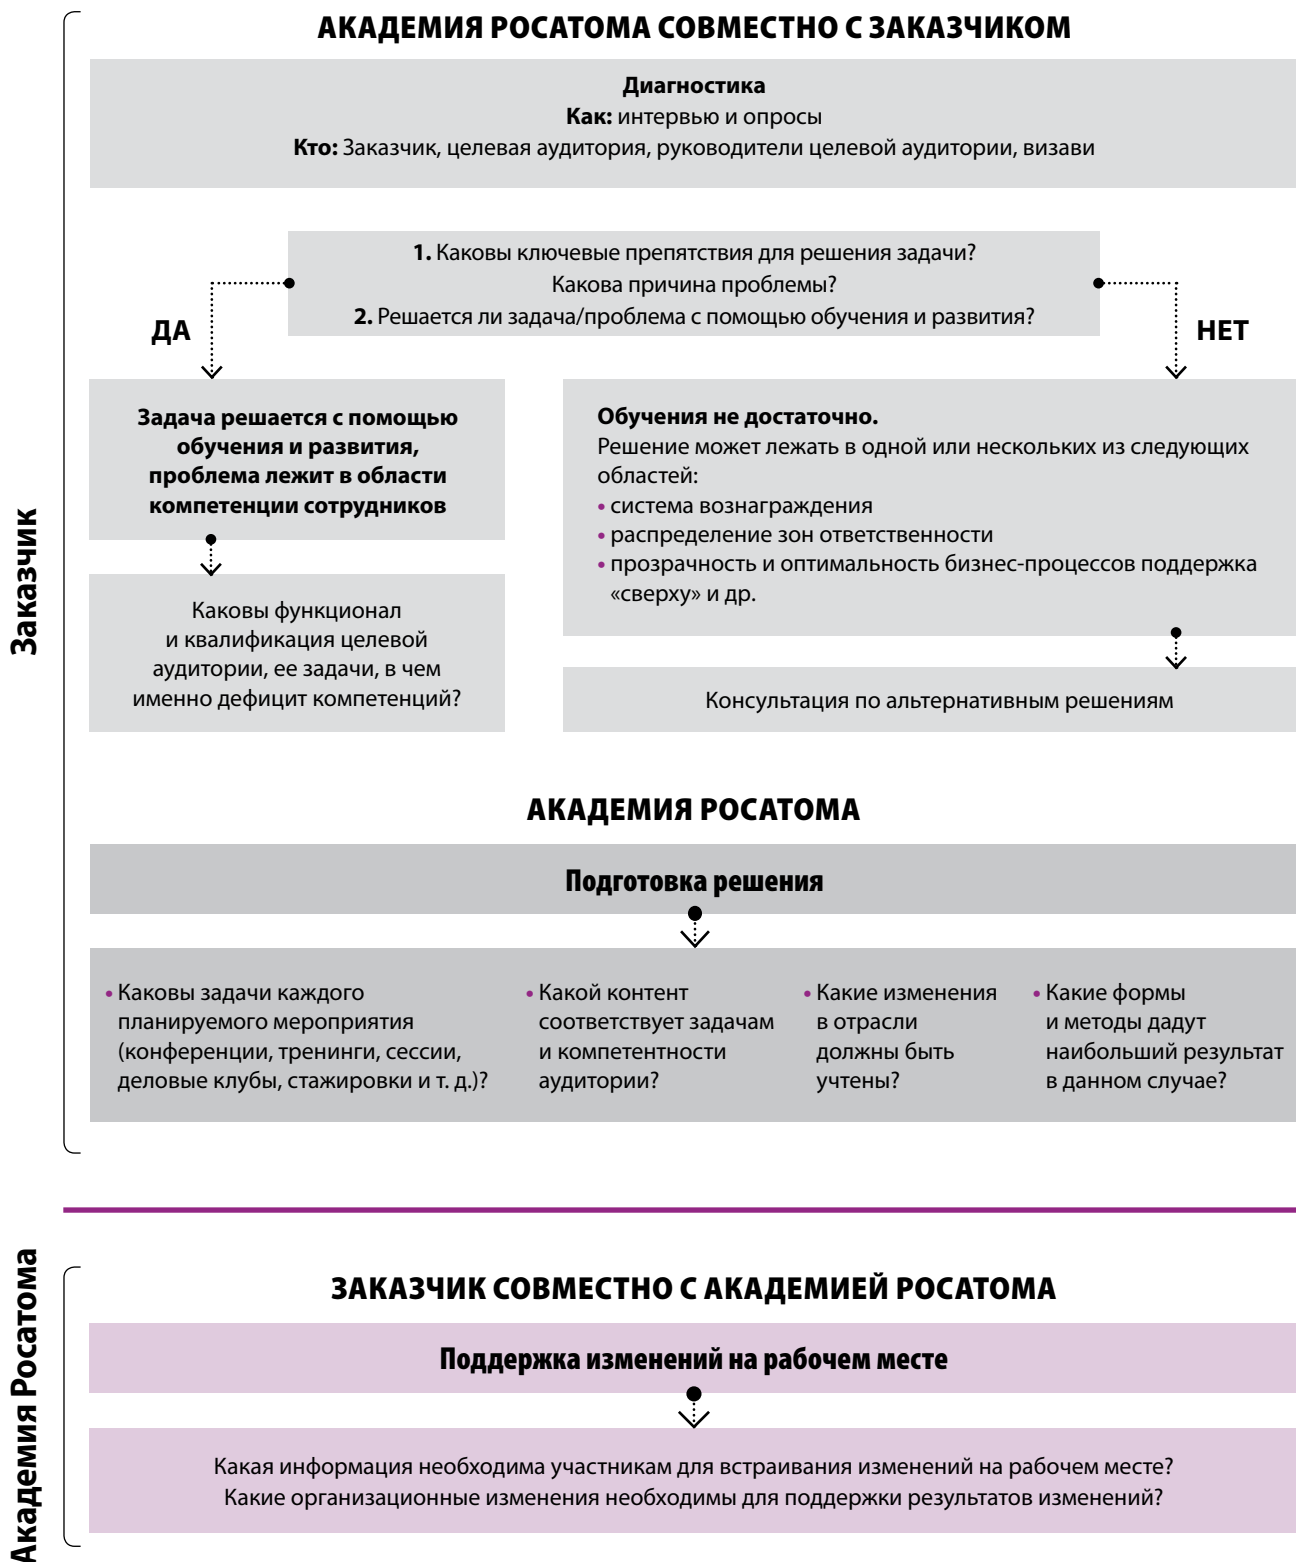 АКАДЕМИЯ РОСАТОМА СОВМЕСТНО С ЗАКАЗЧИКОМ
Диагностика
Как: интервью и опросы
Кто: Заказчик, целевая аудитория, руководители целевой аудитории, визави
1. Каковы ключевые препятствия для решения задачи?
Какова причина проблемы?
2. Решается ли задача/проблема с помощью обучения и развития?
ДА
НЕТ
Задача решается с помощью
обучения и развития,
проблема лежит в области
компетенции сотрудников
Обучения не достаточно.
Решение может лежать в одной или нескольких из следующих
областей:
• система вознаграждения
• распределение зон ответственности
• прозрачность и оптимальность бизнес-процессов поддержка
«сверху» и др.
Каковы функционал
и квалификация целевой
аудитории, ее задачи, в чем
именно дефицит компетенций?
Консультация по альтернативным решениям
Заказчик
АКАДЕМИЯ РОСАТОМА
Подготовка решения
• Каковы задачи каждого
планируемого мероприятия
(конференции, тренинги, сессии,
деловые клубы, стажировки и т. д.)?
• Какой контент
соответствует задачам
и компетентности
аудитории?
• Какие изменения
в отрасли
должны быть
учтены?
• Какие формы
и методы дадут
наибольший результат
в данном случае?
Академия Росатома
ЗАКАЗЧИК СОВМЕСТНО С АКАДЕМИЕЙ РОСАТОМА
Поддержка изменений на рабочем месте
Какая информация необходима участникам для встраивания изменений на рабочем месте?
Какие организационные изменения необходимы для поддержки результатов изменений?